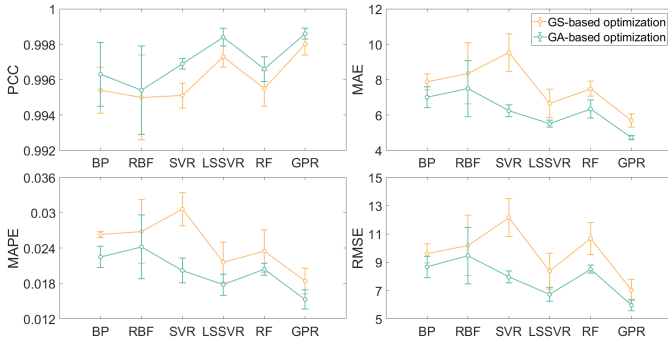 PCC
1
0.998
0.996
0.994
0.992
BP RBF SVR LSSVR RF GPR
MAE
12
10
8
6
4
GS-based optimization
GA-based optimization
BP RBF SVR LSSVR RF GPR
MAPE
0.036
0.03
0.024
0.018
0.012
BP RBF SVR LSSVR RF GPR
RMSE
15
13
11
9
7
5
BP RBF SVR LSSVR RF GPR